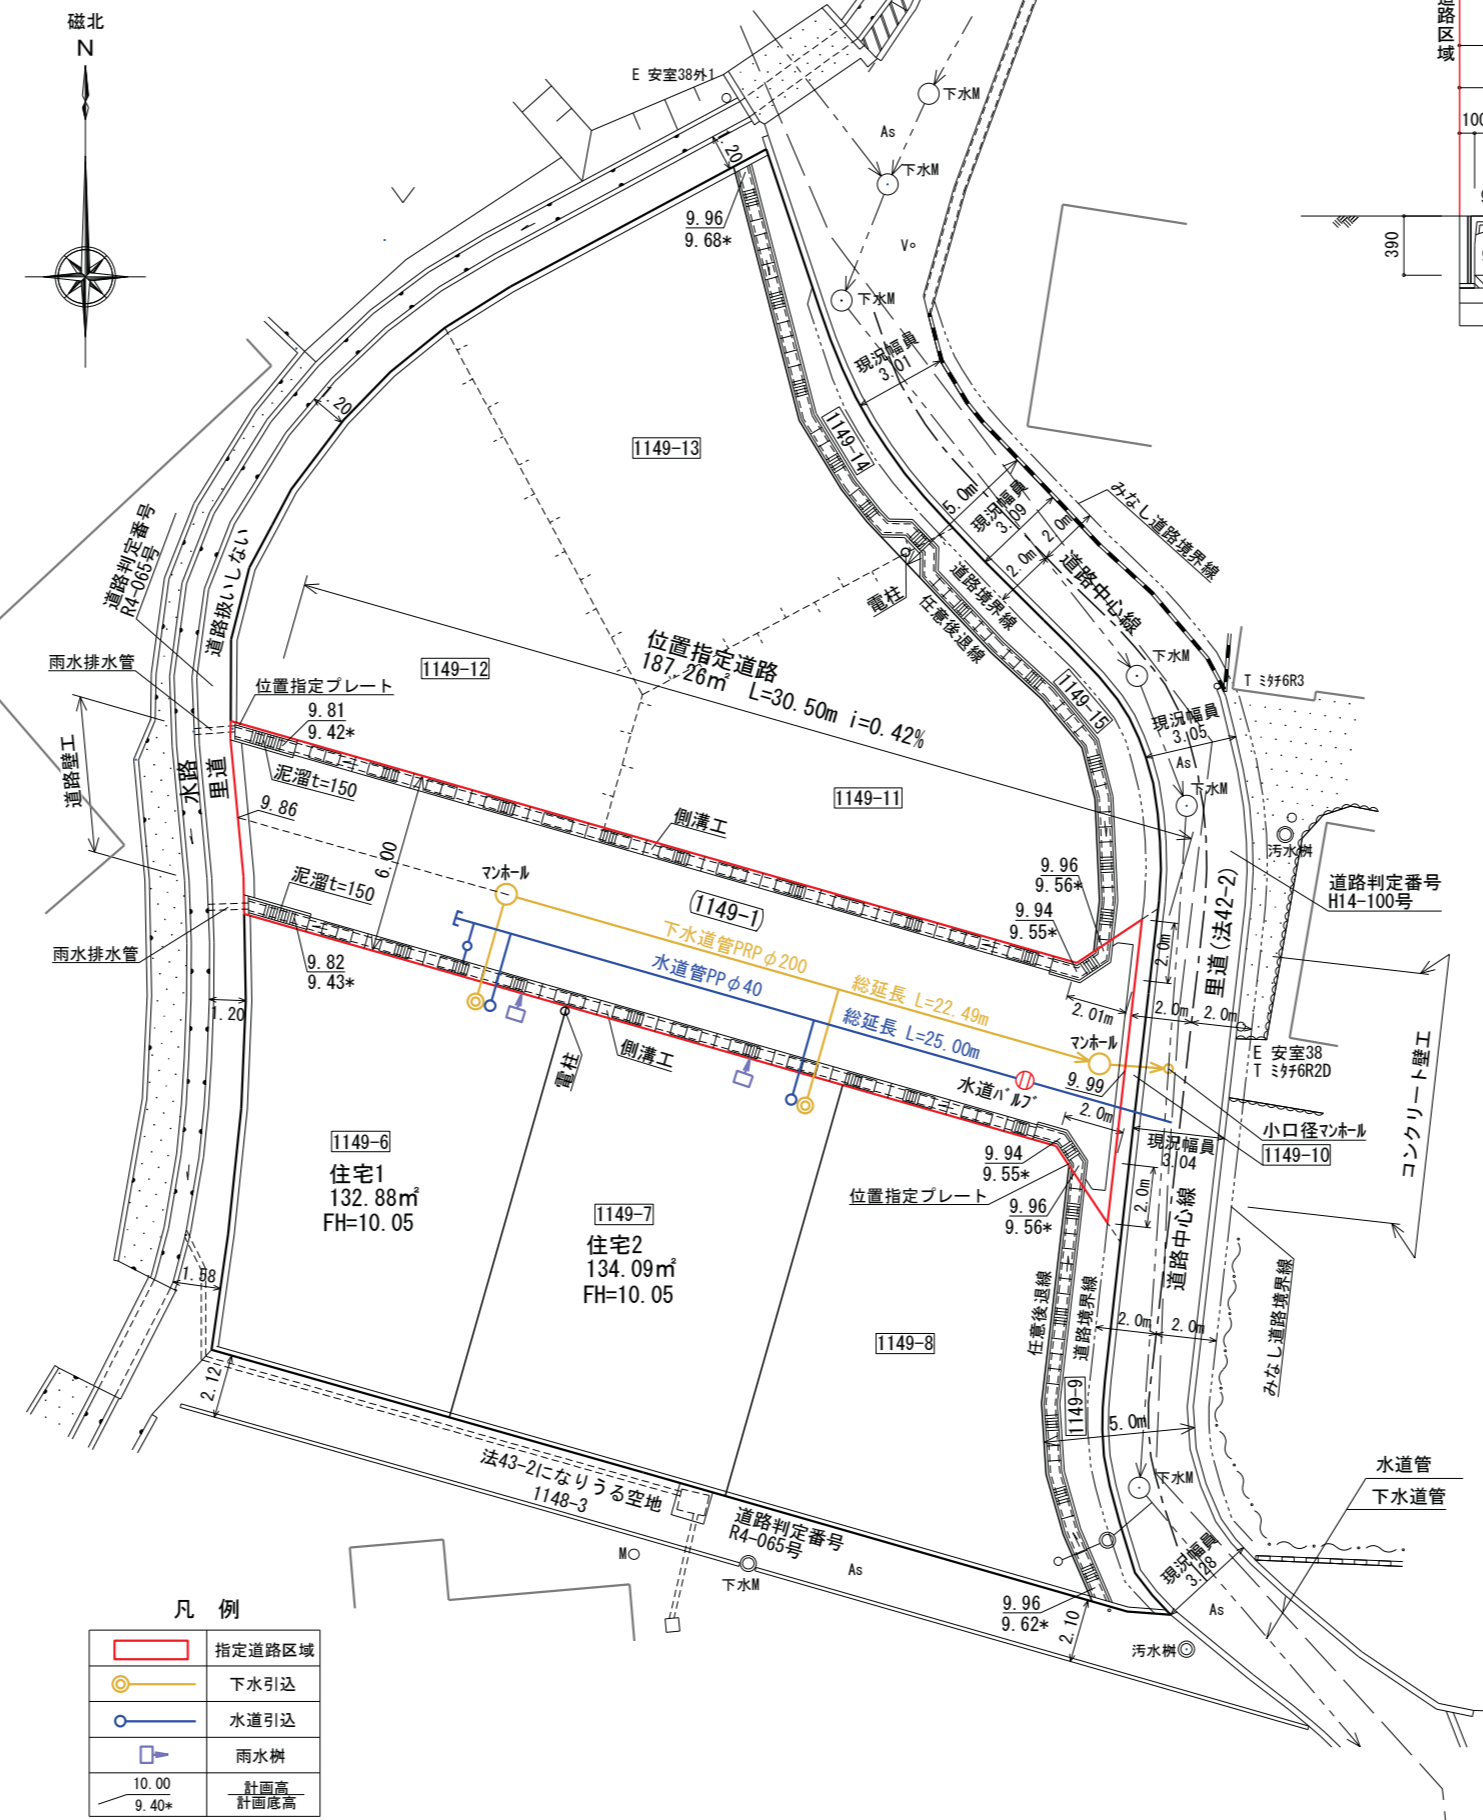 磁北
N
E 安室38外1
下水M
As
下水M
V
下水M
道路区域
100
390
1.20
9.96
9.68*
現況幅員
3.01
1.20
1149-13
1149-14
5.0m
現況幅員
3.09
2.0m
2.0m
みなし道路境界線
道路中心線
道路境界線
任意後退線
電柱
道路判定番号
R4-065号
道路扱いしない
位置指定道路
187.26㎡ L=30.50m i=0.42%
1149-12
1149-15
下水M
T ミタチ6R3
現況幅員
3.05
As
下水M
雨水排水管
位置指定プレート
9.81
9.42*
道路壁工
水路
里道
泥溜t=150
9.86
6.00
側溝工
1149-11
汚水桝
里道(法42-2)
道路判定番号
H14-100号
9.96
9.56*
9.94
9.55*
マンホール
泥溜t=150
1149-1
下水道管PRPφ200
水道管PPφ40
総延長 L=22.49m
総延長 L=25.00m
雨水排水管
9.82
9.43*
1.20
2.0m
2.01m
2.0m
2.0m
マンホール
9.99
E 安室38
T ミタチ6R2D
コンクリート壁工
側溝工
電柱
水道バルブ
2.0m
小口径マンホール
1149-10
現況幅員
3.04
9.94
9.55*
位置指定プレート
9.96
9.56*
2.0m
道路中心線
1149-6
住宅1
132.88㎡
FH=10.05
1149-7
住宅2
134.09㎡
FH=10.05
1149-8
任意後退線
道路境界線
2.0m
2.0m
みなし道路境界線
1.58
2.12
1149-9
5.0m
法43-2になりうる空地
1148-3
道路判定番号
R4-065号
As
M
下水M
下水M
水道管
下水道管
現況幅員
3.28
As
9.96
9.62*
2.10
汚水桝
凡 例
指定道路区域
下水引込
水道引込
雨水桝
10.00
9.40*
計画高
計画底高